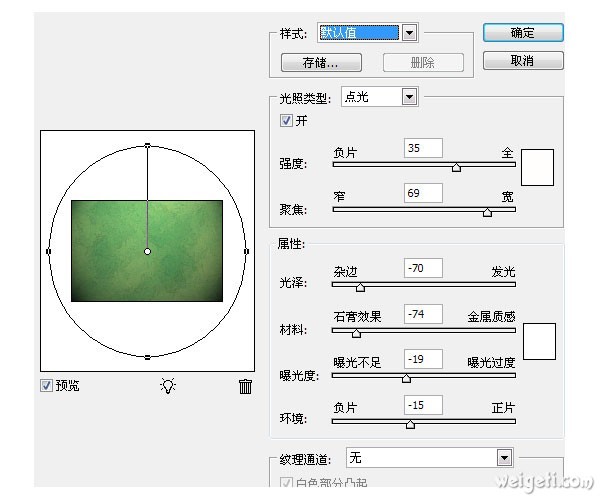 样式: 默认值
确定
存储... 删除
取消
光照类型: 点光
开
强度: 负片 35 全
聚焦: 窄 69 宽
属性:
光泽: 杂边 -70 发光
材料: 石膏效果 -74 金属质感
曝光度: 曝光不足 -19 曝光过度
环境: 负片 -15 正片
预览
纹理通道: 无
白色部分凸起
weigeti.com